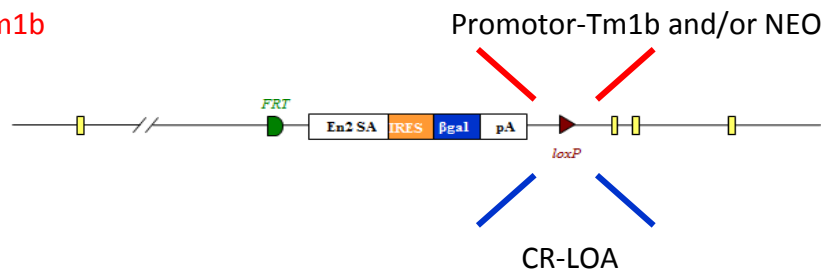 m1b
Promotor-Tm1b and/or NEO
FRT
En2 SA IRES βgal pA
loxP
CR-LOA